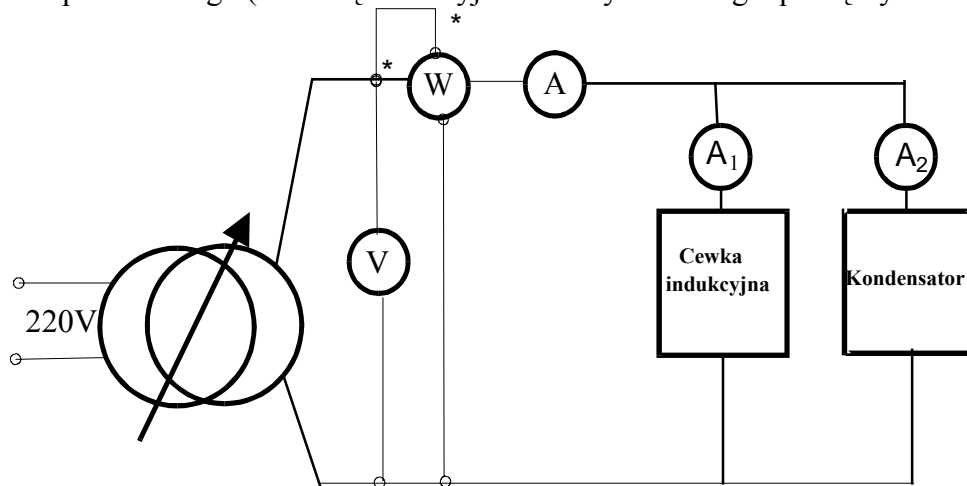 *
*
W
A
A1
A2
V
Cewka
indukcyjna
Kondensator
220V